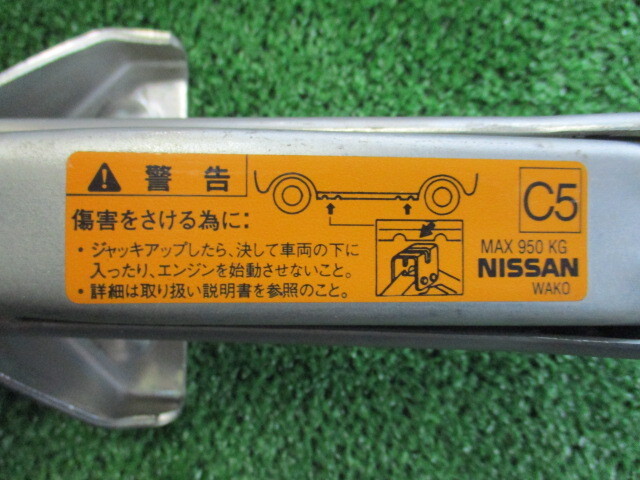 警告
傷害をさける為に:
・ジャッキアップしたら、決して車両の下に
入ったり、エンジンを始動させないこと。
・詳細は取り扱い説明書を参照のこと。
C5
MAX 950 KG
NISSAN
WAKO